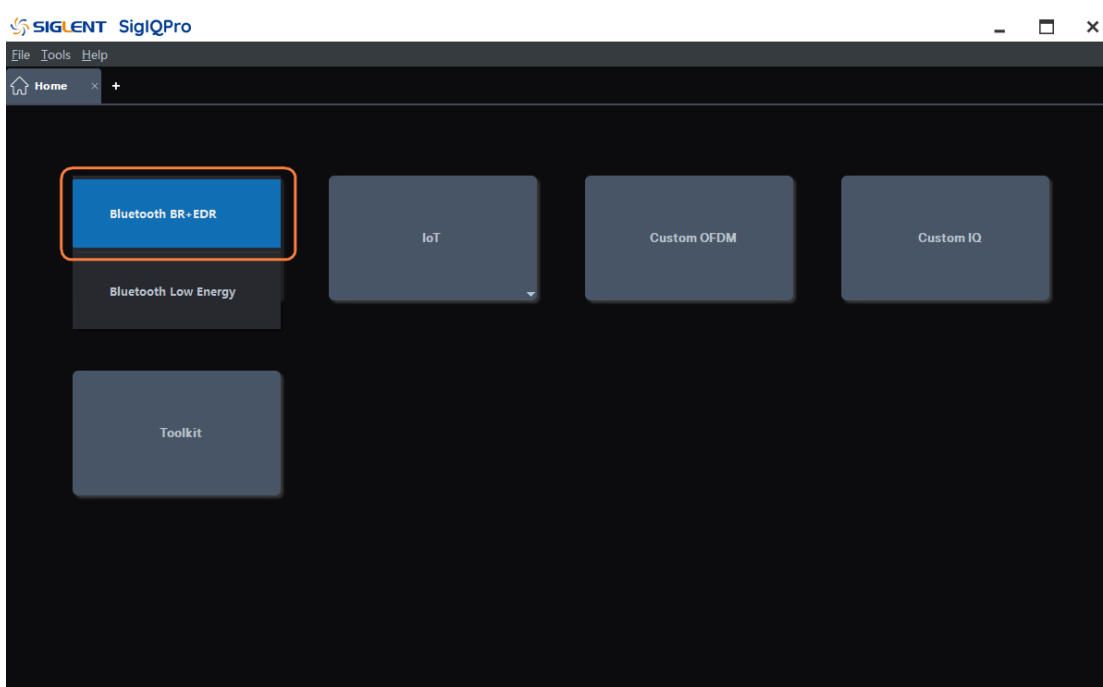 SIGLENT SigIQPro
File Tools Help
Home × +
Bluetooth BR+EDR
Bluetooth Low Energy
IoT
Custom OFDM
Custom IQ
Toolkit